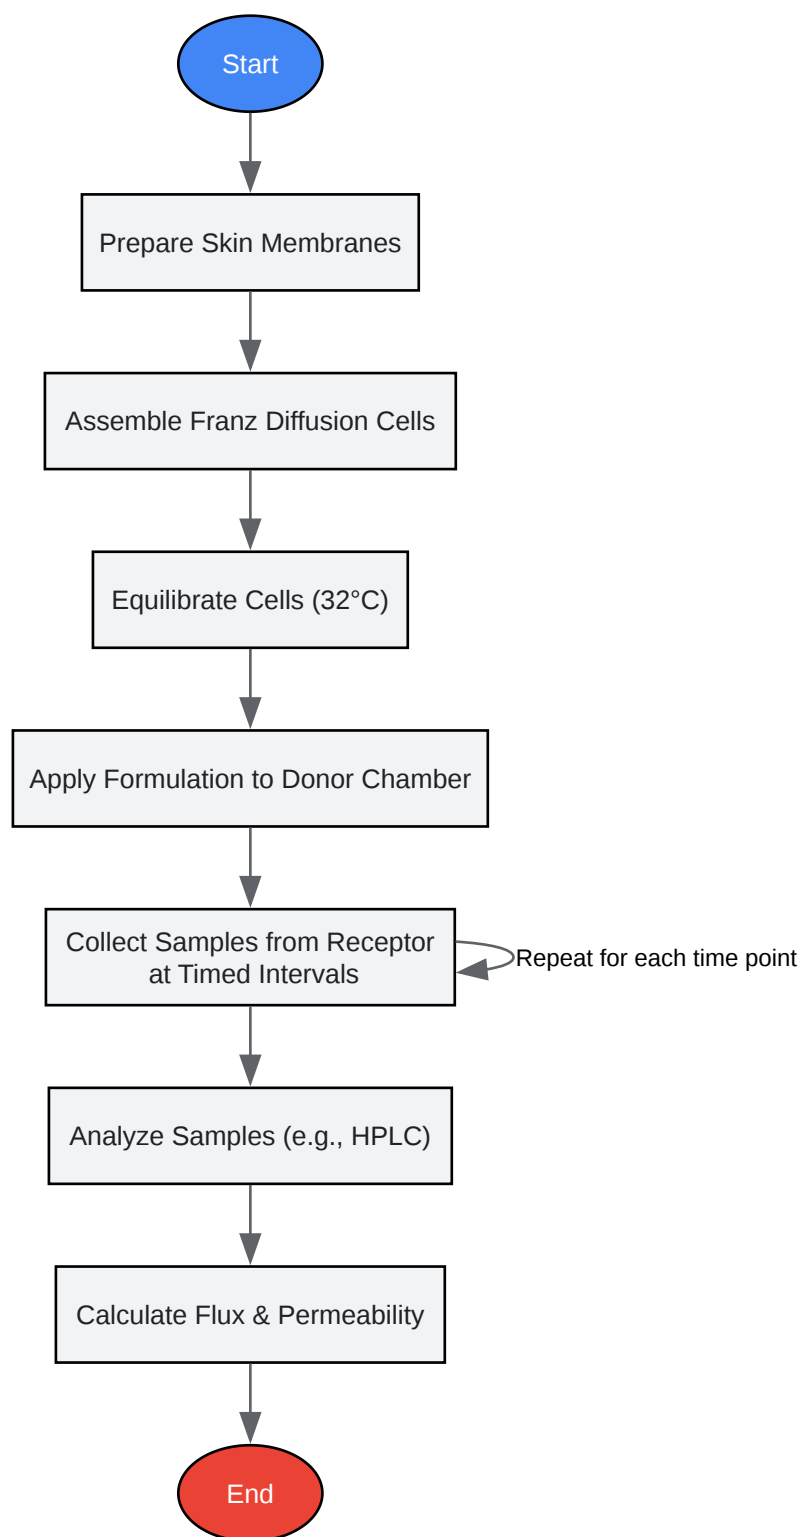 Start
Prepare Skin Membranes
Assemble Franz Diffusion Cells
Equilibrate Cells (32°C)
Apply Formulation to Donor Chamber
Collect Samples from Receptor
at Timed Intervals
Repeat for each time point
Analyze Samples (e.g., HPLC)
Calculate Flux & Permeability
End